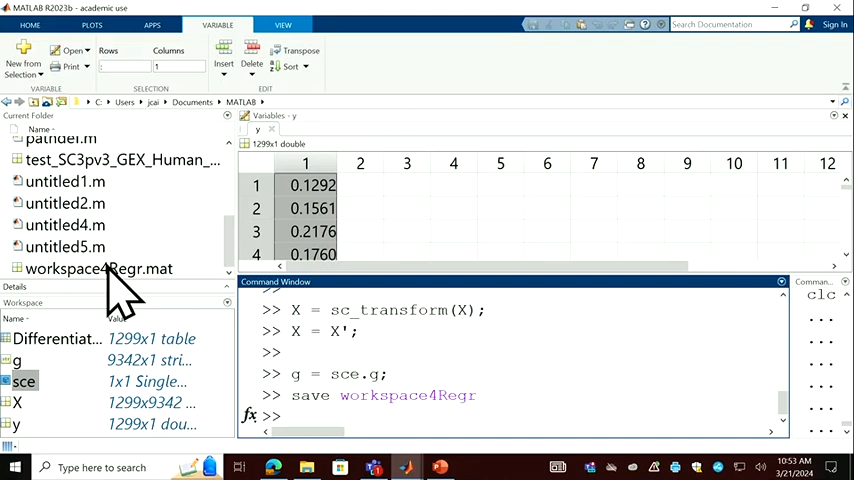 MATLAB R2023b - academic use
HOME PLOTS APPS VARIABLE VIEW
Search Documentation Sign In
New from Selection Open Print
Rows Columns
: 1
Insert Delete Transpose Sort
VARIABLE SELECTION EDIT
C: Users jcai Documents MATLAB
Current Folder
Name
pathdef.m
test_SC3pv3_GEX_Human_...
untitled1.m
untitled2.m
untitled4.m
untitled5.m
workspace4Regr.mat
Details
Workspace
Name Value
Differentiat... 1299x1 table
g 9342x1 stri...
sce 1x1 Single...
X 1299x9342 ...
y 1299x1 dou...
Variables - y
y
1299x1 double
1 2 3 4 5 6 7 8 9 10 11 12
1 0.1292
2 0.1561
3 0.2176
4 0.1760
Command Window
>>
>> X = sc_transform(X);
>> X = X';
>>
>> g = sce.g;
>> save workspace4Regr
fx >>
Comman...
clc
...
...
...
...
...
...
Type here to search
10:53 AM
3/21/2024